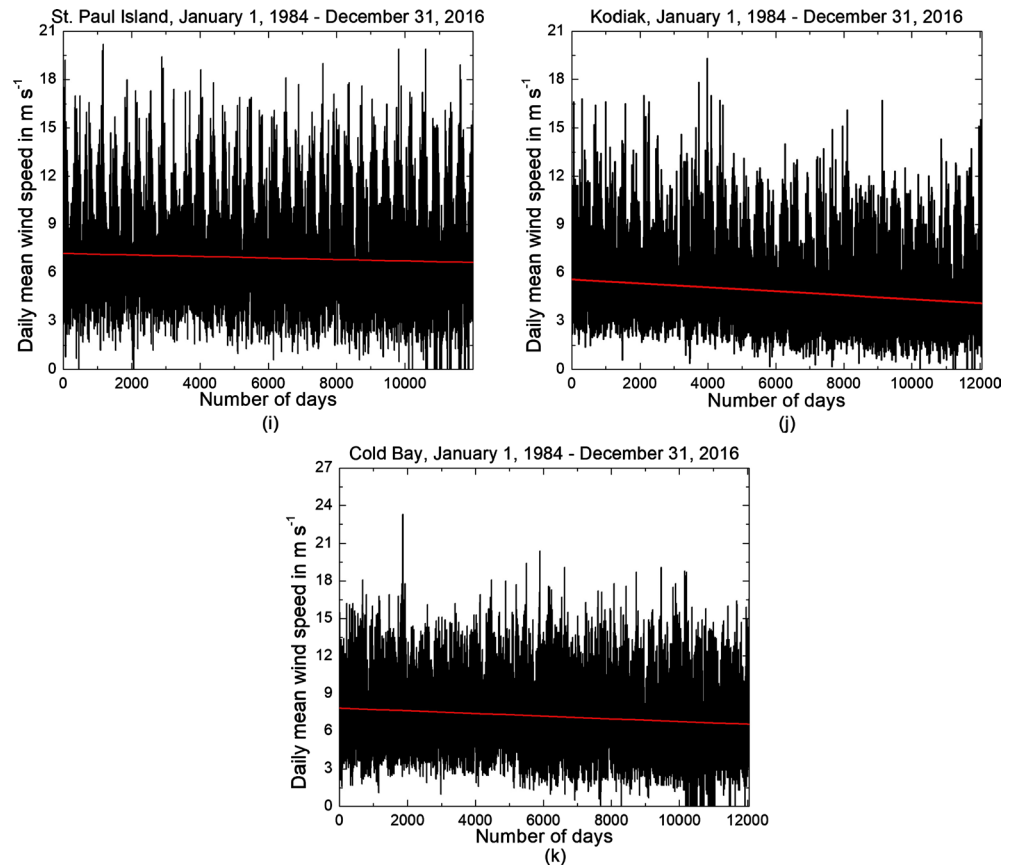 St. Paul Island, January 1, 1984 - December 31, 2016
21
18
15
12
9
6
3
0
Daily mean wind speed in m s⁻¹
0 2000 4000 6000 8000 10000
Number of days
(i)
Kodiak, January 1, 1984 - December 31, 2016
21
18
15
12
9
6
3
0
Daily mean wind speed in m s⁻¹
0 2000 4000 6000 8000 10000 12000
Number of days
(j)
Cold Bay, January 1, 1984 - December 31, 2016
27
24
21
18
15
12
9
6
3
0
Daily mean wind speed in m s⁻¹
0 2000 4000 6000 8000 10000 12000
Number of days
(k)